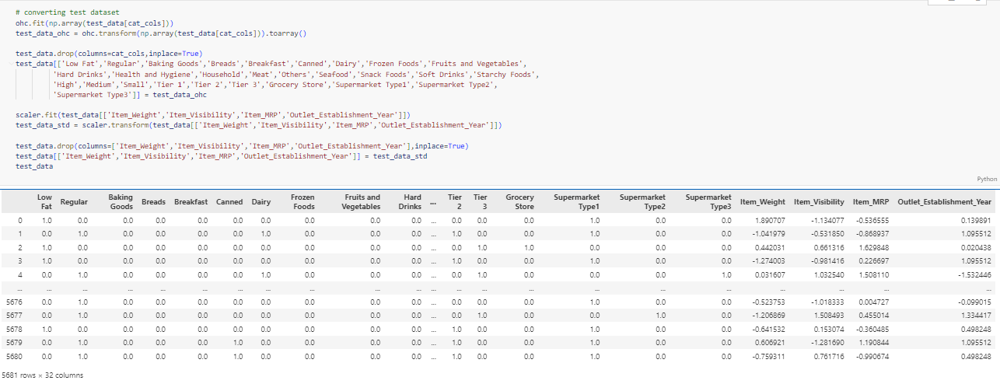 # converting test dataset
ohc.fit(np.array(test_data[cat_cols]))
test_data_ohc = ohc.transform(np.array(test_data[cat_cols])).toarray()
test_data.drop(columns=cat_cols,inplace=True)
test_data[['Low Fat','Regular','Baking Goods','Breads','Breakfast','Canned','Dairy','Frozen Foods','Fruits and Vegetables',
'Hard Drinks','Health and Hygiene','Household','Meat','Others','Seafood','Snack Foods','Soft Drinks','Starchy Foods',
'High','Medium','Small','Tier 1','Tier 2','Tier 3','Grocery Store','Supermarket Type1','Supermarket Type2',
'Supermarket Type3']] = test_data_ohc
scaler.fit(test_data[['Item_Weight','Item_Visibility','Item_MRP','Outlet_Establishment_Year']])
test_data_std = scaler.transform(test_data[['Item_Weight','Item_Visibility','Item_MRP','Outlet_Establishment_Year']])
test_data.drop(columns=['Item_Weight','Item_Visibility','Item_MRP','Outlet_Establishment_Year'],inplace=True)
test_data[['Item_Weight','Item_Visibility','Item_MRP','Outlet_Establishment_Year']] = test_data_std
test_data
Python
Low Fat Regular Baking Goods Breads Breakfast Canned Dairy Frozen Foods Fruits and Vegetables Hard Drinks ... Tier 2 Tier 3 Grocery Store Supermarket Type1 Supermarket Type2 Supermarket Type3 Item_Weight Item_Visibility Item_MRP Outlet_Establishment_Year
0 1.0 0.0 0.0 0.0 0.0 0.0 0.0 0.0 0.0 0.0 ... 0.0 0.0 0.0 1.0 0.0 0.0 1.890707 -1.134077 -0.536555 0.139891
1 0.0 1.0 0.0 0.0 0.0 0.0 1.0 0.0 0.0 0.0 ... 1.0 0.0 0.0 1.0 0.0 0.0 -1.041979 -0.531850 -0.868937 1.095512
2 1.0 0.0 0.0 0.0 0.0 0.0 0.0 0.0 0.0 0.0 ... 0.0 1.0 1.0 0.0 0.0 0.0 0.442031 0.661316 1.629848 0.020438
3 1.0 0.0 0.0 0.0 0.0 0.0 0.0 0.0 0.0 0.0 ... 1.0 0.0 0.0 1.0 0.0 0.0 -1.274003 -0.981416 0.226697 1.095512
4 0.0 1.0 0.0 0.0 0.0 0.0 1.0 0.0 0.0 0.0 ... 0.0 1.0 0.0 0.0 0.0 1.0 0.031607 1.032540 1.508110 -1.532446
... ... ... ... ... ... ... ... ... ... ... ... ... ... ... ... ... ... ... ... ... ...
5676 0.0 1.0 0.0 0.0 0.0 0.0 0.0 0.0 0.0 0.0 ... 0.0 0.0 0.0 1.0 0.0 0.0 -0.523753 -1.018333 0.004727 -0.099015
5677 0.0 1.0 0.0 0.0 0.0 0.0 0.0 0.0 0.0 0.0 ... 0.0 1.0 0.0 0.0 1.0 0.0 -1.206869 1.508493 0.455014 1.334417
5678 1.0 0.0 0.0 0.0 0.0 0.0 0.0 0.0 0.0 0.0 ... 1.0 0.0 0.0 1.0 0.0 0.0 -0.641532 0.153074 -0.360485 0.498248
5679 0.0 1.0 0.0 0.0 0.0 1.0 0.0 0.0 0.0 0.0 ... 1.0 0.0 0.0 1.0 0.0 0.0 0.606921 -1.281690 1.190844 1.095512
5680 0.0 1.0 0.0 0.0 0.0 1.0 0.0 0.0 0.0 0.0 ... 1.0 0.0 0.0 1.0 0.0 0.0 -0.759311 0.761716 -0.990674 0.498248
5681 rows × 32 columns